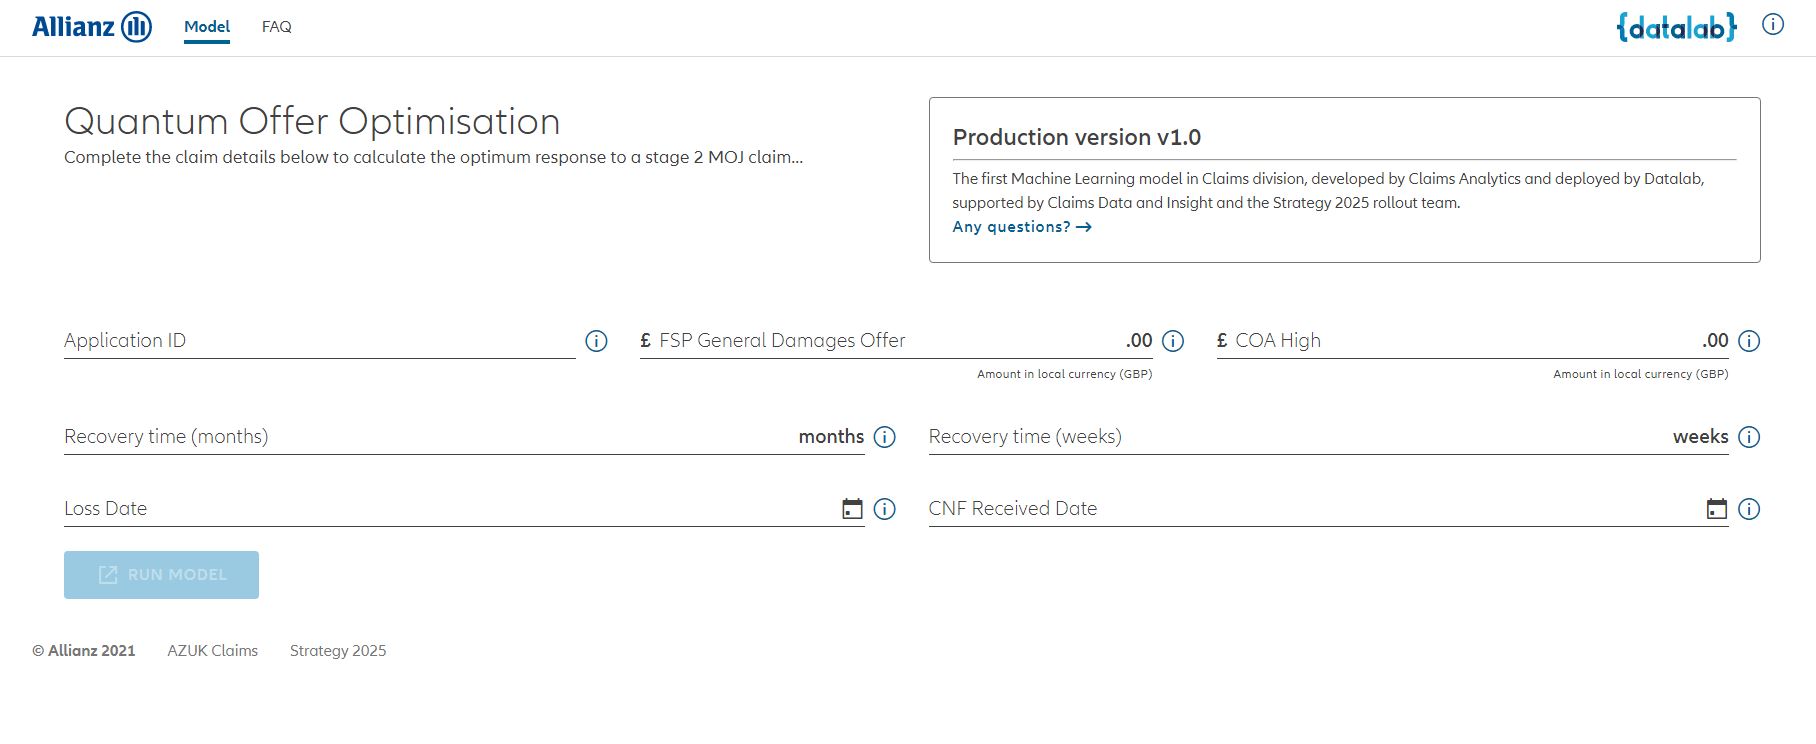 Allianz
Model
FAQ
{datalab}
Quantum Offer Optimisation
Complete the claim details below to calculate the optimum response to a stage 2 MOJ claim...
Production version v1.0
The first Machine Learning model in Claims division, developed by Claims Analytics and deployed by Datalab,
supported by Claims Data and Insight and the Strategy 2025 rollout team.
Any questions? →
Application ID
£ FSP General Damages Offer .00
Amount in local currency (GBP)
£ COA High .00
Amount in local currency (GBP)
Recovery time (months) months
Recovery time (weeks) weeks
Loss Date
CNF Received Date
RUN MODEL
© Allianz 2021
AZUK Claims
Strategy 2025